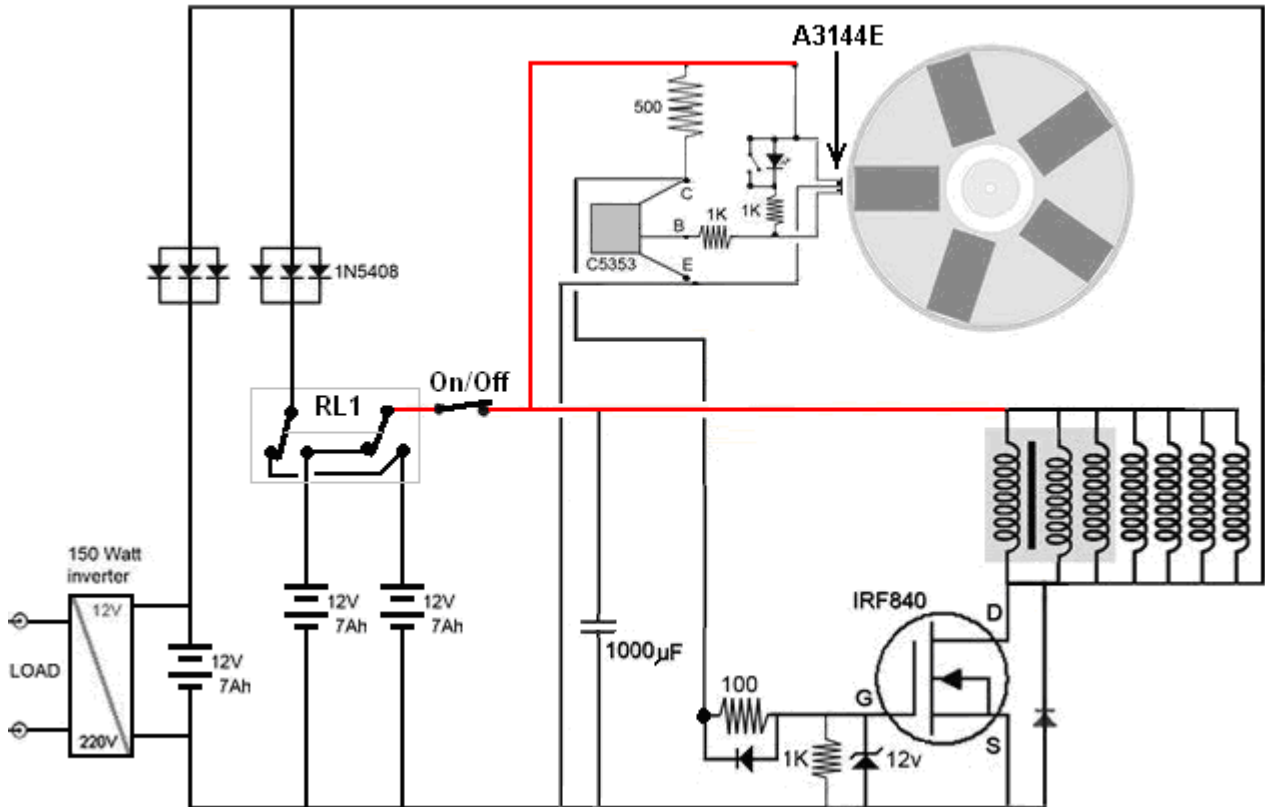 A3144E
500
C
1K
1K
B
C5353
E
1N5408
On/Off
RL1
150 Watt
inverter
12V
LOAD
220V
12V
7Ah
12V
7Ah
12V
7Ah
1000µF
IRF840
D
100
G
S
1K
12v